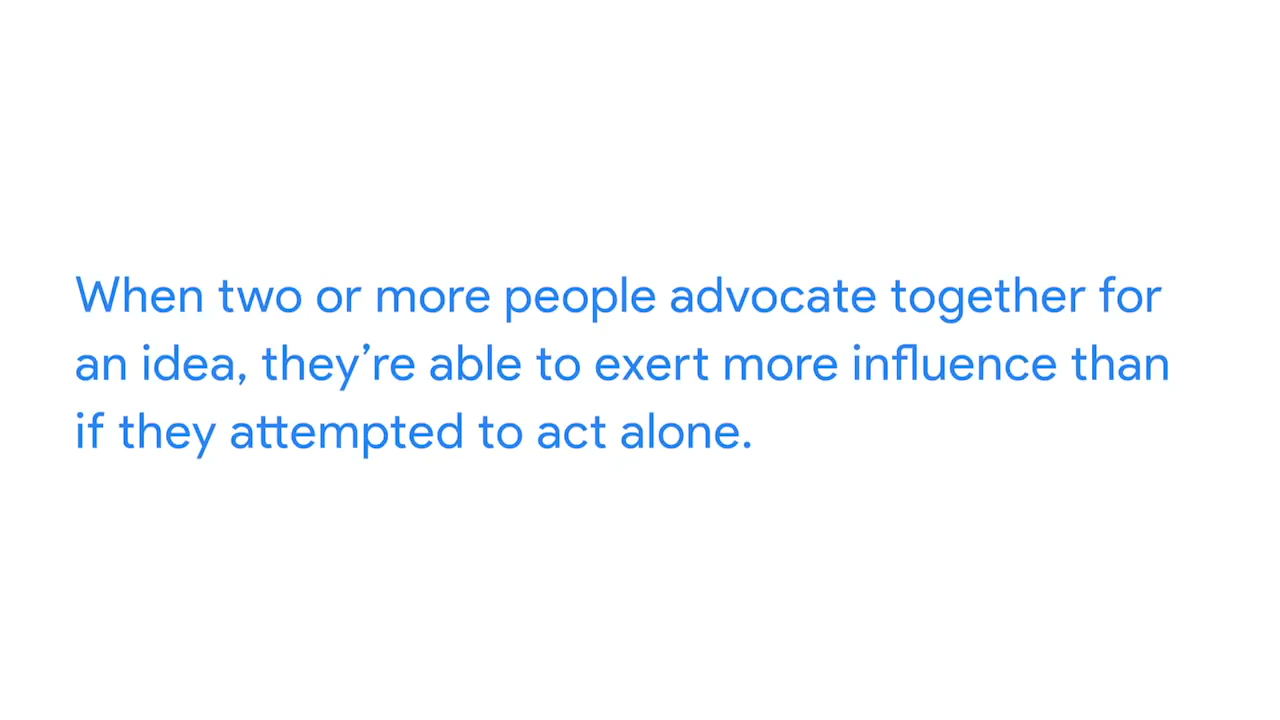 When two or more people advocate together for
an idea, they’re able to exert more influence than
if they attempted to act alone.